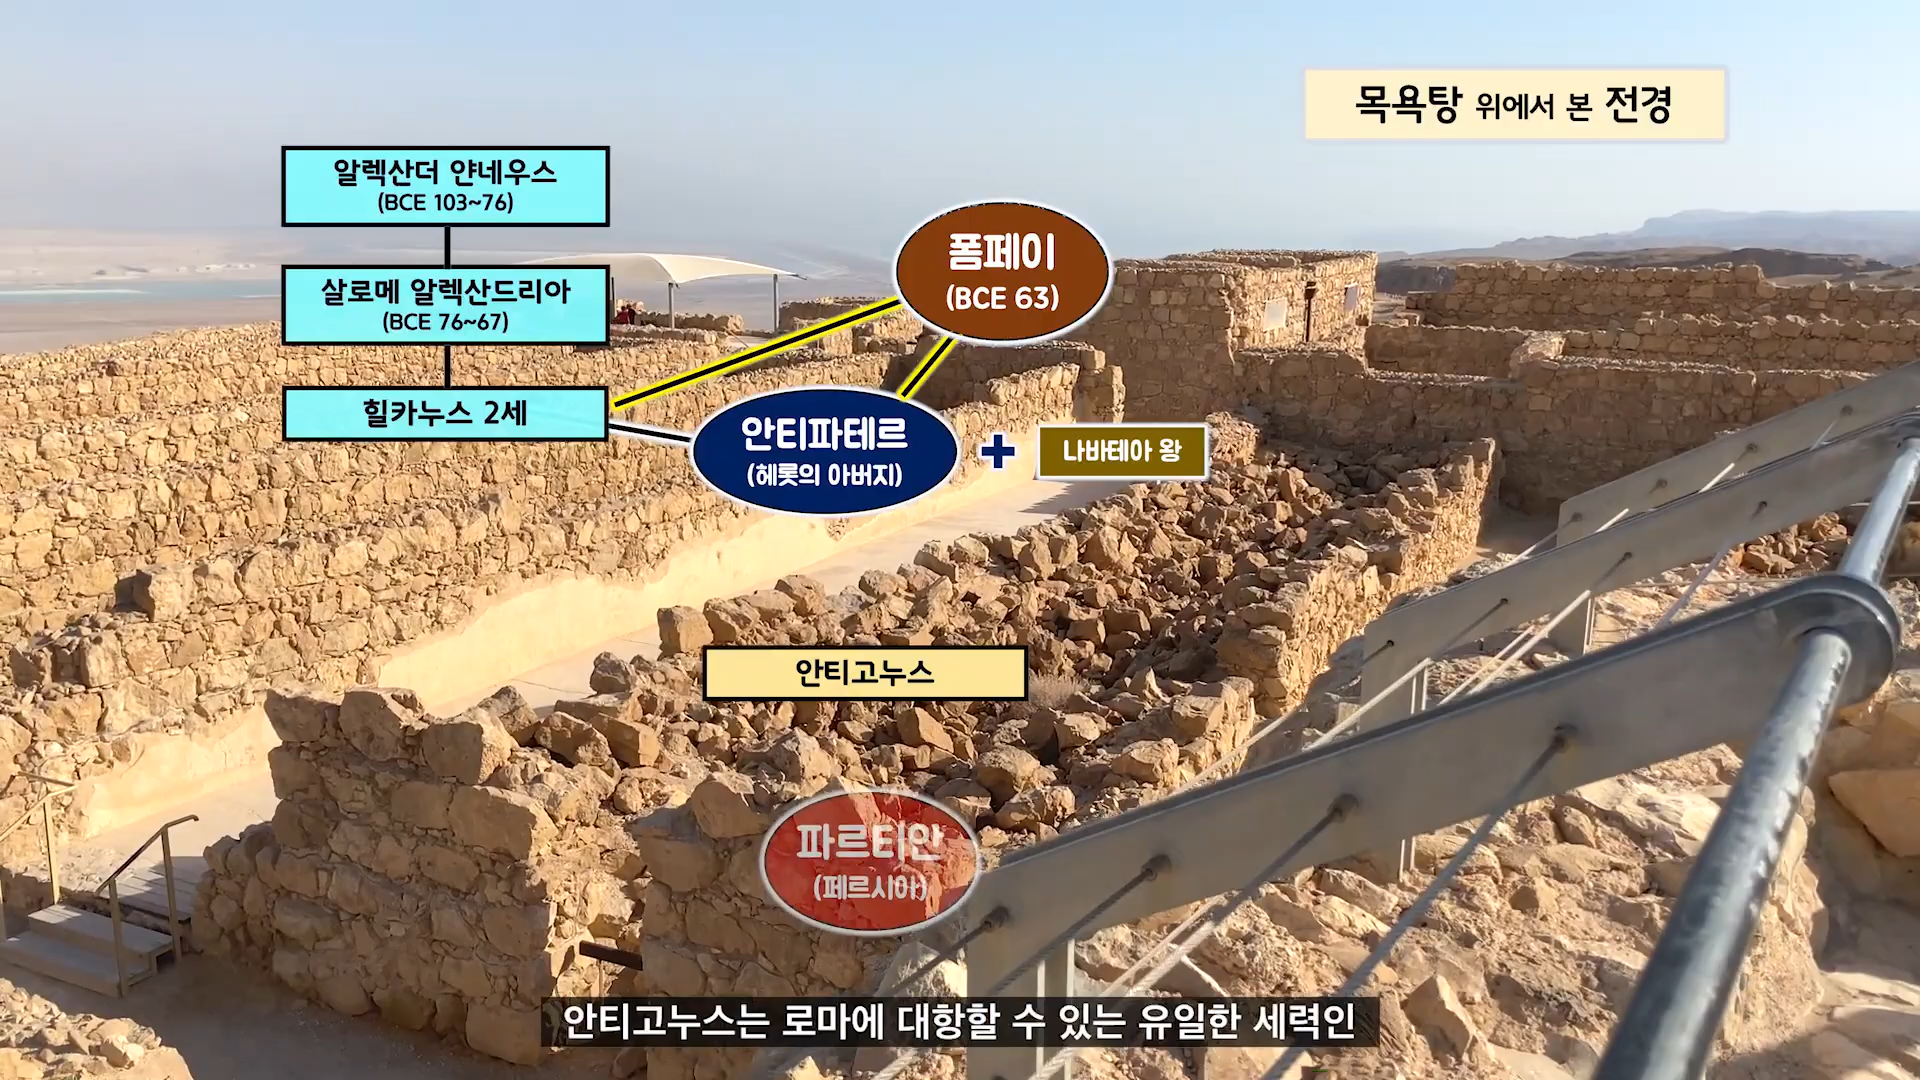 목욕탕 위에서 본 전경
알렉산더 얀네우스
(BCE 103~76)
살로메 알렉산드리아
(BCE 76~67)
힐카누스 2세
폼페이
(BCE 63)
안티파테르
(헤롯의 아버지)
+
나바테아 왕
안티고누스
파르티안
(페르시아)
안티고누스는 로마에 대항할 수 있는 유일한 세력인